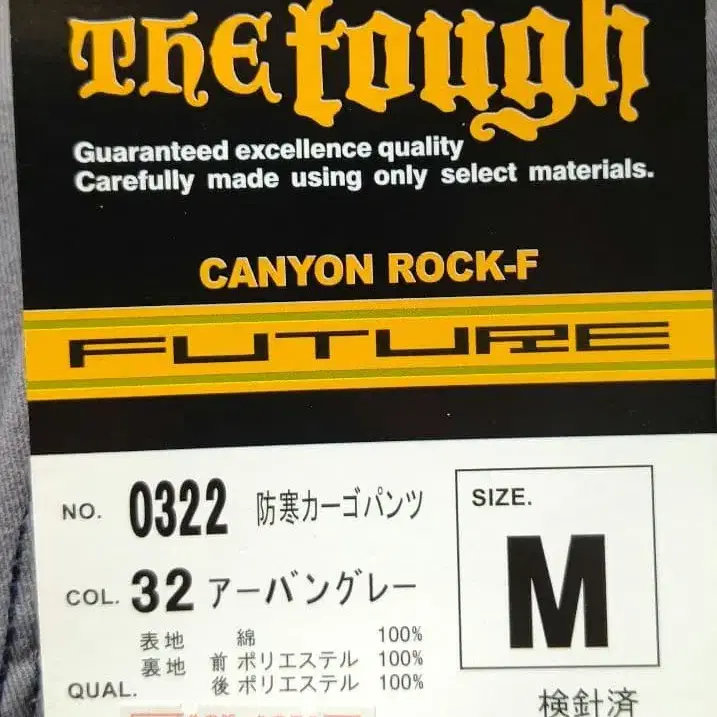 The tough
Guaranteed excellence quality
Carefully made using only select materials.
CANYON ROCK-F
FUTURE
NO. 0322 防寒カーゴパンツ
SIZE.
M
COL. 32 アーバングレー
表地 綿 100%
裏地 前 ポリエステル 100%
後 ポリエステル 100%
QUAL.
検針済